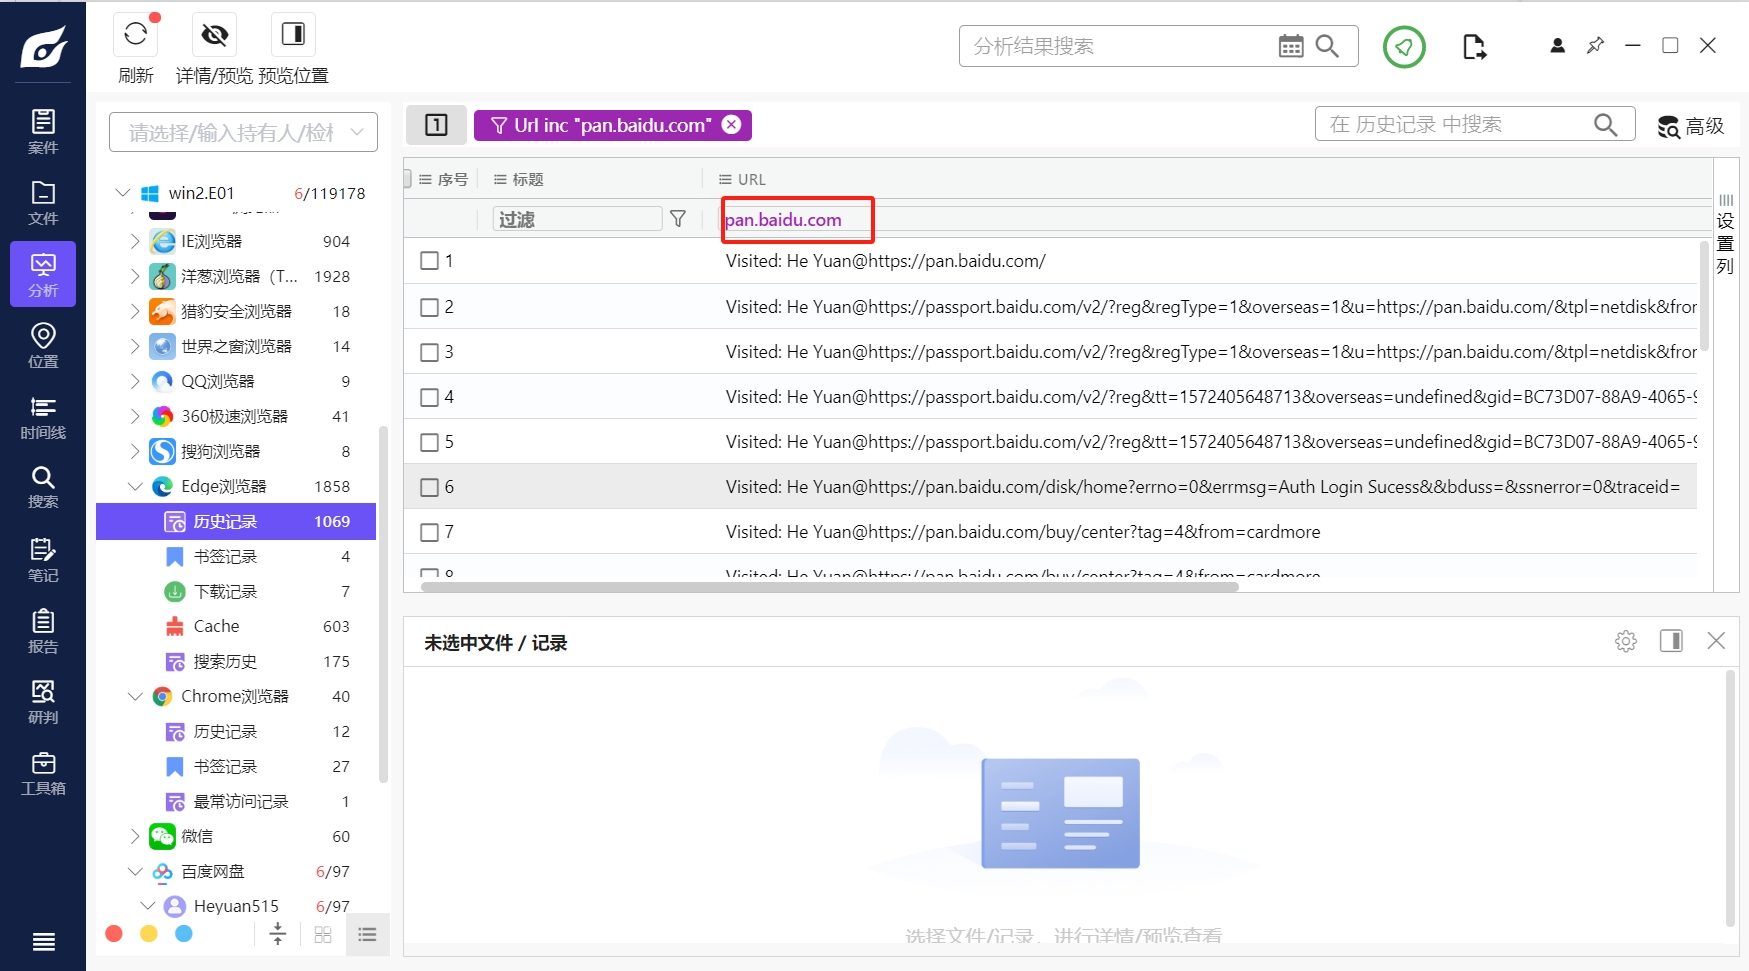 刷新
详情/预览
预览位置
分析结果搜索
案件
文件
分析
位置
时间线
搜索
笔记
报告
研判
工具箱
请选择/输入持有人/检材
win2.E01 6/119178
IE浏览器 904
洋葱浏览器（T... 1928
猎豹安全浏览器 18
世界之窗浏览器 14
QQ浏览器 9
360极速浏览器 41
搜狗浏览器 8
Edge浏览器 1858
历史记录 1069
书签记录 4
下载记录 7
Cache 603
搜索历史 175
Chrome浏览器 40
历史记录 12
书签记录 27
最常访问记录 1
微信 60
百度网盘 6/97
Heyuan515 6/97
1
Url inc "pan.baidu.com"
在 历史记录 中搜索
高级
序号 标题 URL
过滤 pan.baidu.com
1 Visited: He Yuan@https://pan.baidu.com/
2 Visited: He Yuan@https://passport.baidu.com/v2/?reg&regType=1&overseas=1&u=https://pan.baidu.com/&tpl=netdisk&fror
3 Visited: He Yuan@https://passport.baidu.com/v2/?reg&regType=1&overseas=1&u=https://pan.baidu.com/&tpl=netdisk&fror
4 Visited: He Yuan@https://passport.baidu.com/v2/?reg&tt=1572405648713&overseas=undefined&gid=BC73D07-88A9-4065-9
5 Visited: He Yuan@https://passport.baidu.com/v2/?reg&tt=1572405648713&overseas=undefined&gid=BC73D07-88A9-4065-9
6 Visited: He Yuan@https://pan.baidu.com/disk/home?errno=0&errmsg=Auth Login Sucess&&bduss=&ssnerror=0&traceid=
7 Visited: He Yuan@https://pan.baidu.com/buy/center?tag=4&from=cardmore
8 Visited: He Yuan@https://pan.baidu.com/buy/center?tag=4&from=cardmore
设置列
未选中文件 / 记录
选择文件/记录，进行详情/预览查看